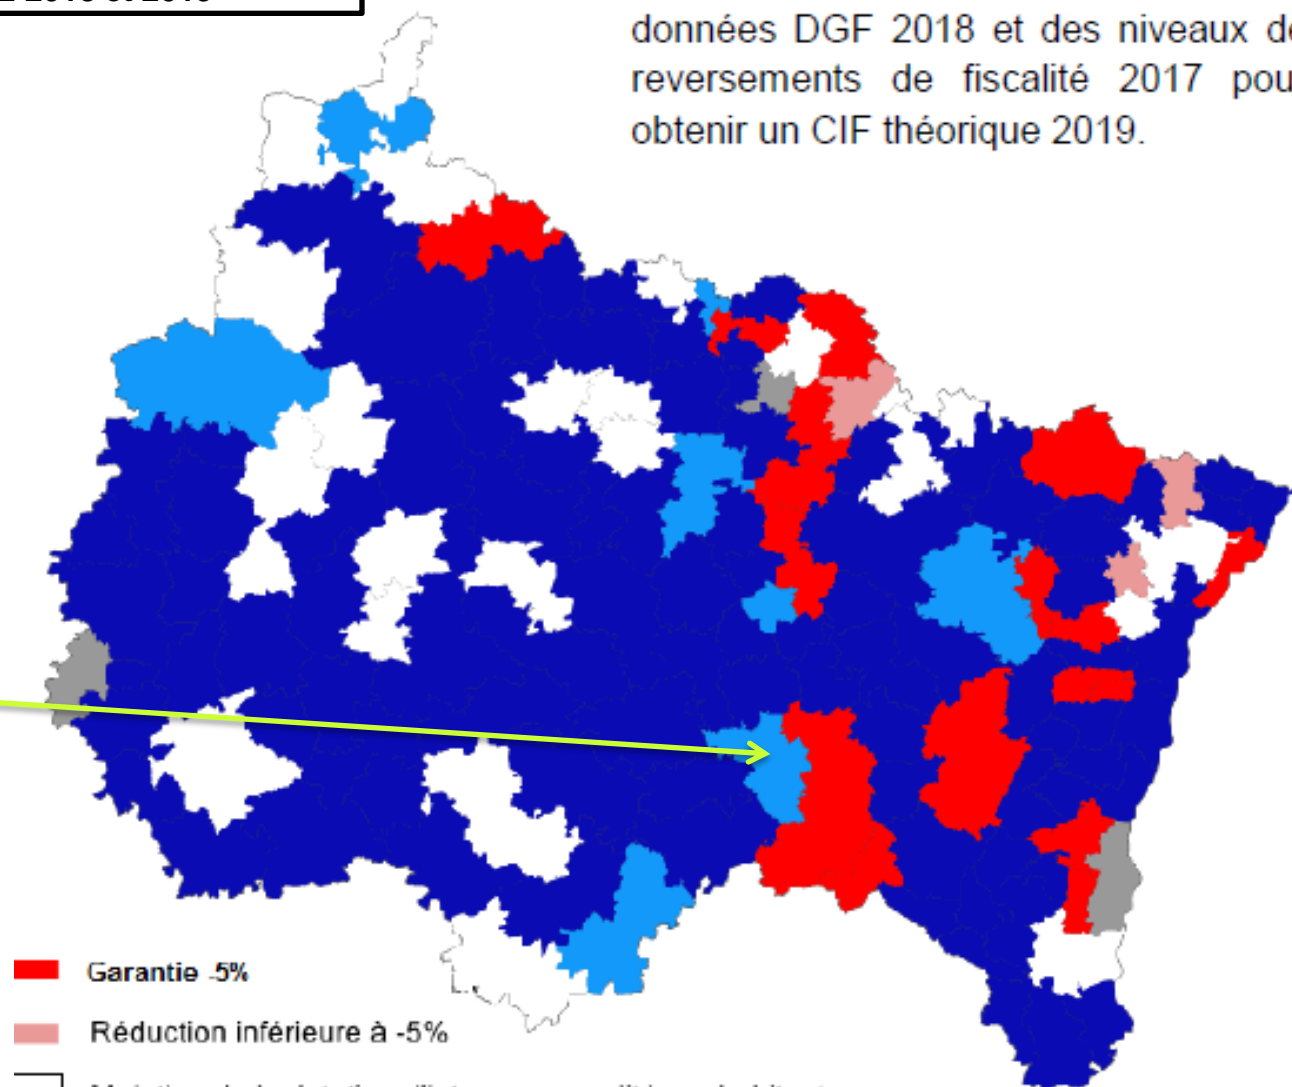 données DGF 2018 et des niveaux de
reversements de fiscalité 2017 pour
obtenir un CIF théorique 2019.
Garantie -5%
Réduction inférieure à -5%